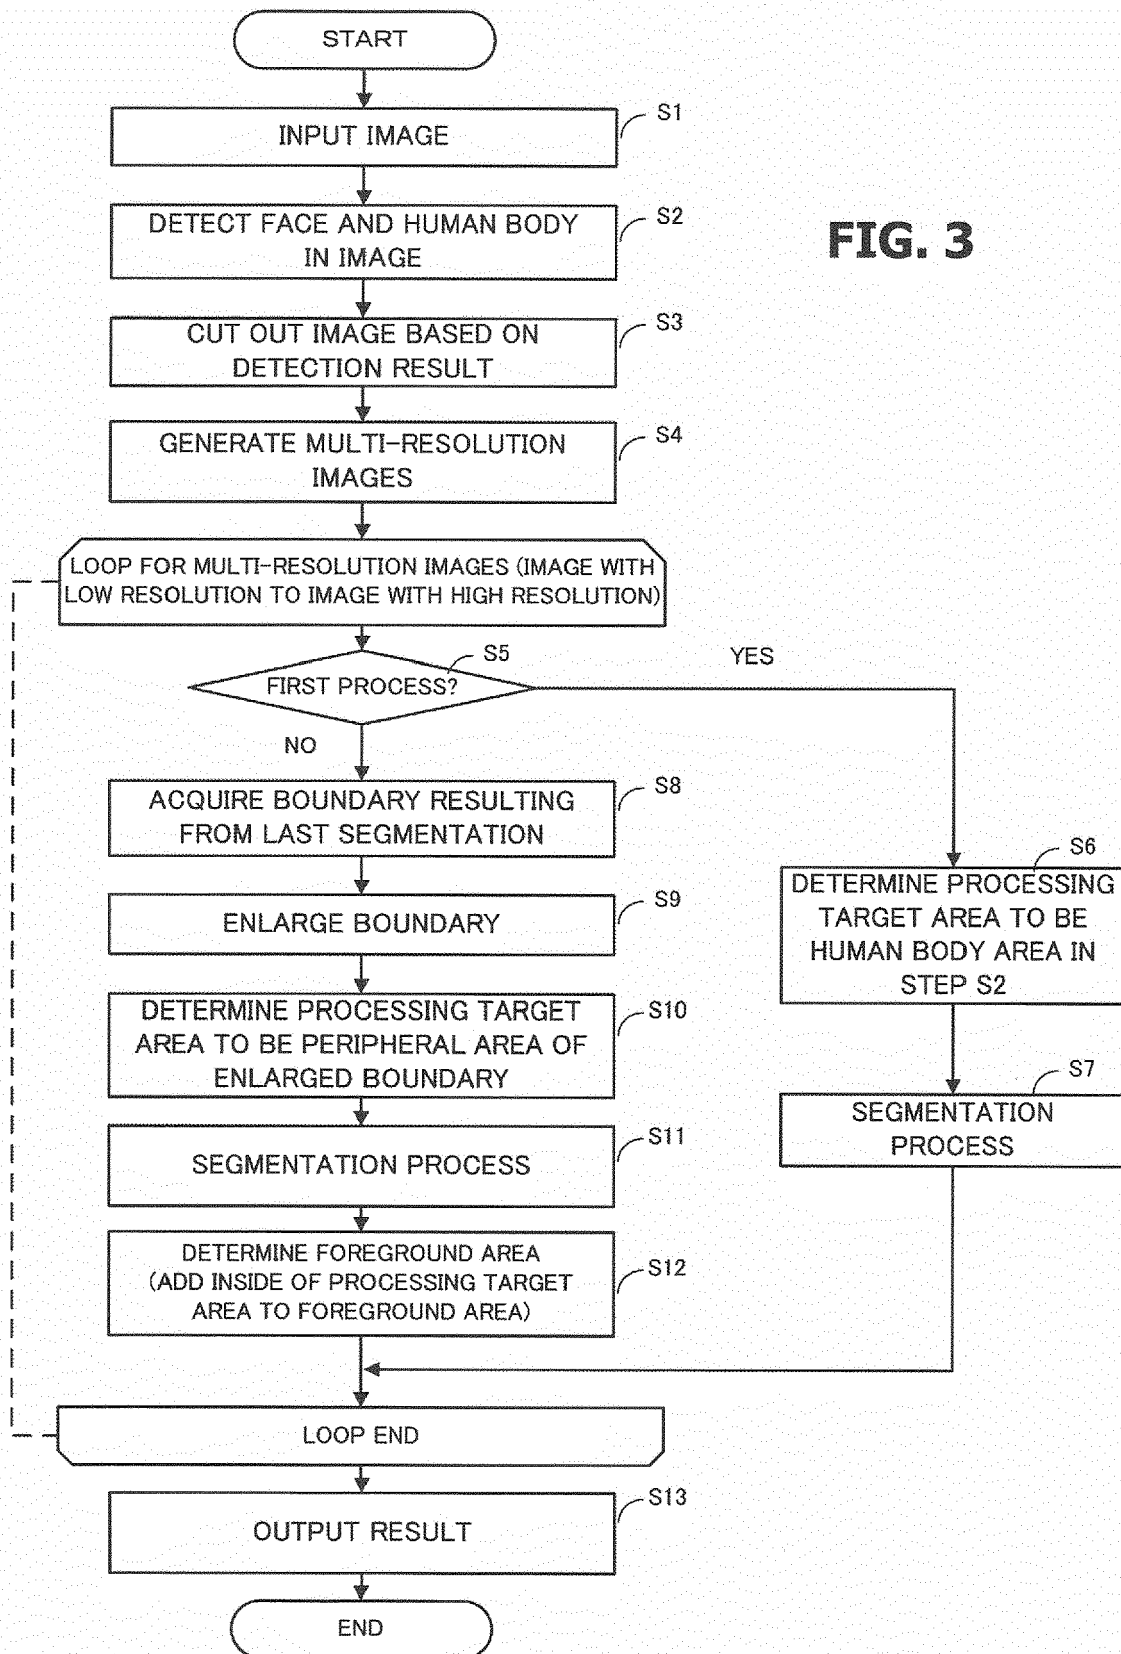 START
INPUT IMAGE
S1
DETECT FACE AND HUMAN BODY
IN IMAGE
S2
FIG. 3
CUT OUT IMAGE BASED ON
DETECTION RESULT
S3
GENERATE MULTI-RESOLUTION
IMAGES
S4
LOOP FOR MULTI-RESOLUTION IMAGES (IMAGE WITH
LOW RESOLUTION TO IMAGE WITH HIGH RESOLUTION)
FIRST PROCESS?
S5
YES
NO
ACQUIRE BOUNDARY RESULTING
FROM LAST SEGMENTATION
S8
ENLARGE BOUNDARY
S9
DETERMINE PROCESSING TARGET
AREA TO BE PERIPHERAL AREA OF
ENLARGED BOUNDARY
S10
SEGMENTATION PROCESS
S11
DETERMINE FOREGROUND AREA
(ADD INSIDE OF PROCESSING TARGET
AREA TO FOREGROUND AREA)
S12
S6
DETERMINE PROCESSING
TARGET AREA TO BE
HUMAN BODY AREA IN
STEP S2
S7
SEGMENTATION
PROCESS
LOOP END
OUTPUT RESULT
S13
END